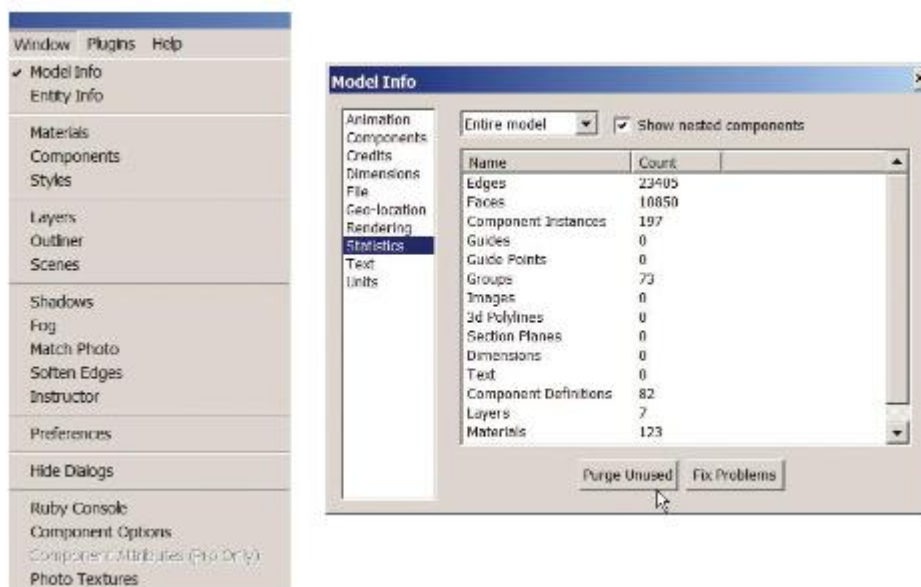 Window Plugins Help
Model Info
Entity Info
Materials
Components
Styles
Layers
Outliner
Scenes
Shadows
Fog
Match Photo
Soften Edges
Instructor
Preferences
Hide Dialogs
Ruby Console
Component Options
Component Attributes (Pro Only)
Photo Textures
Model Info
Animation
Components
Credits
Dimensions
File
Geo-location
Rendering
Statistics
Text
Units
Entire model Show nested components
Name Count
Edges 23405
Faces 10850
Component Instances 197
Guides 0
Guide Points 0
Groups 73
Images 0
3d Polylines 0
Section Planes 0
Dimensions 0
Text 0
Component Definitions 82
Layers 7
Materials 123
Purge Unused Fix Problems